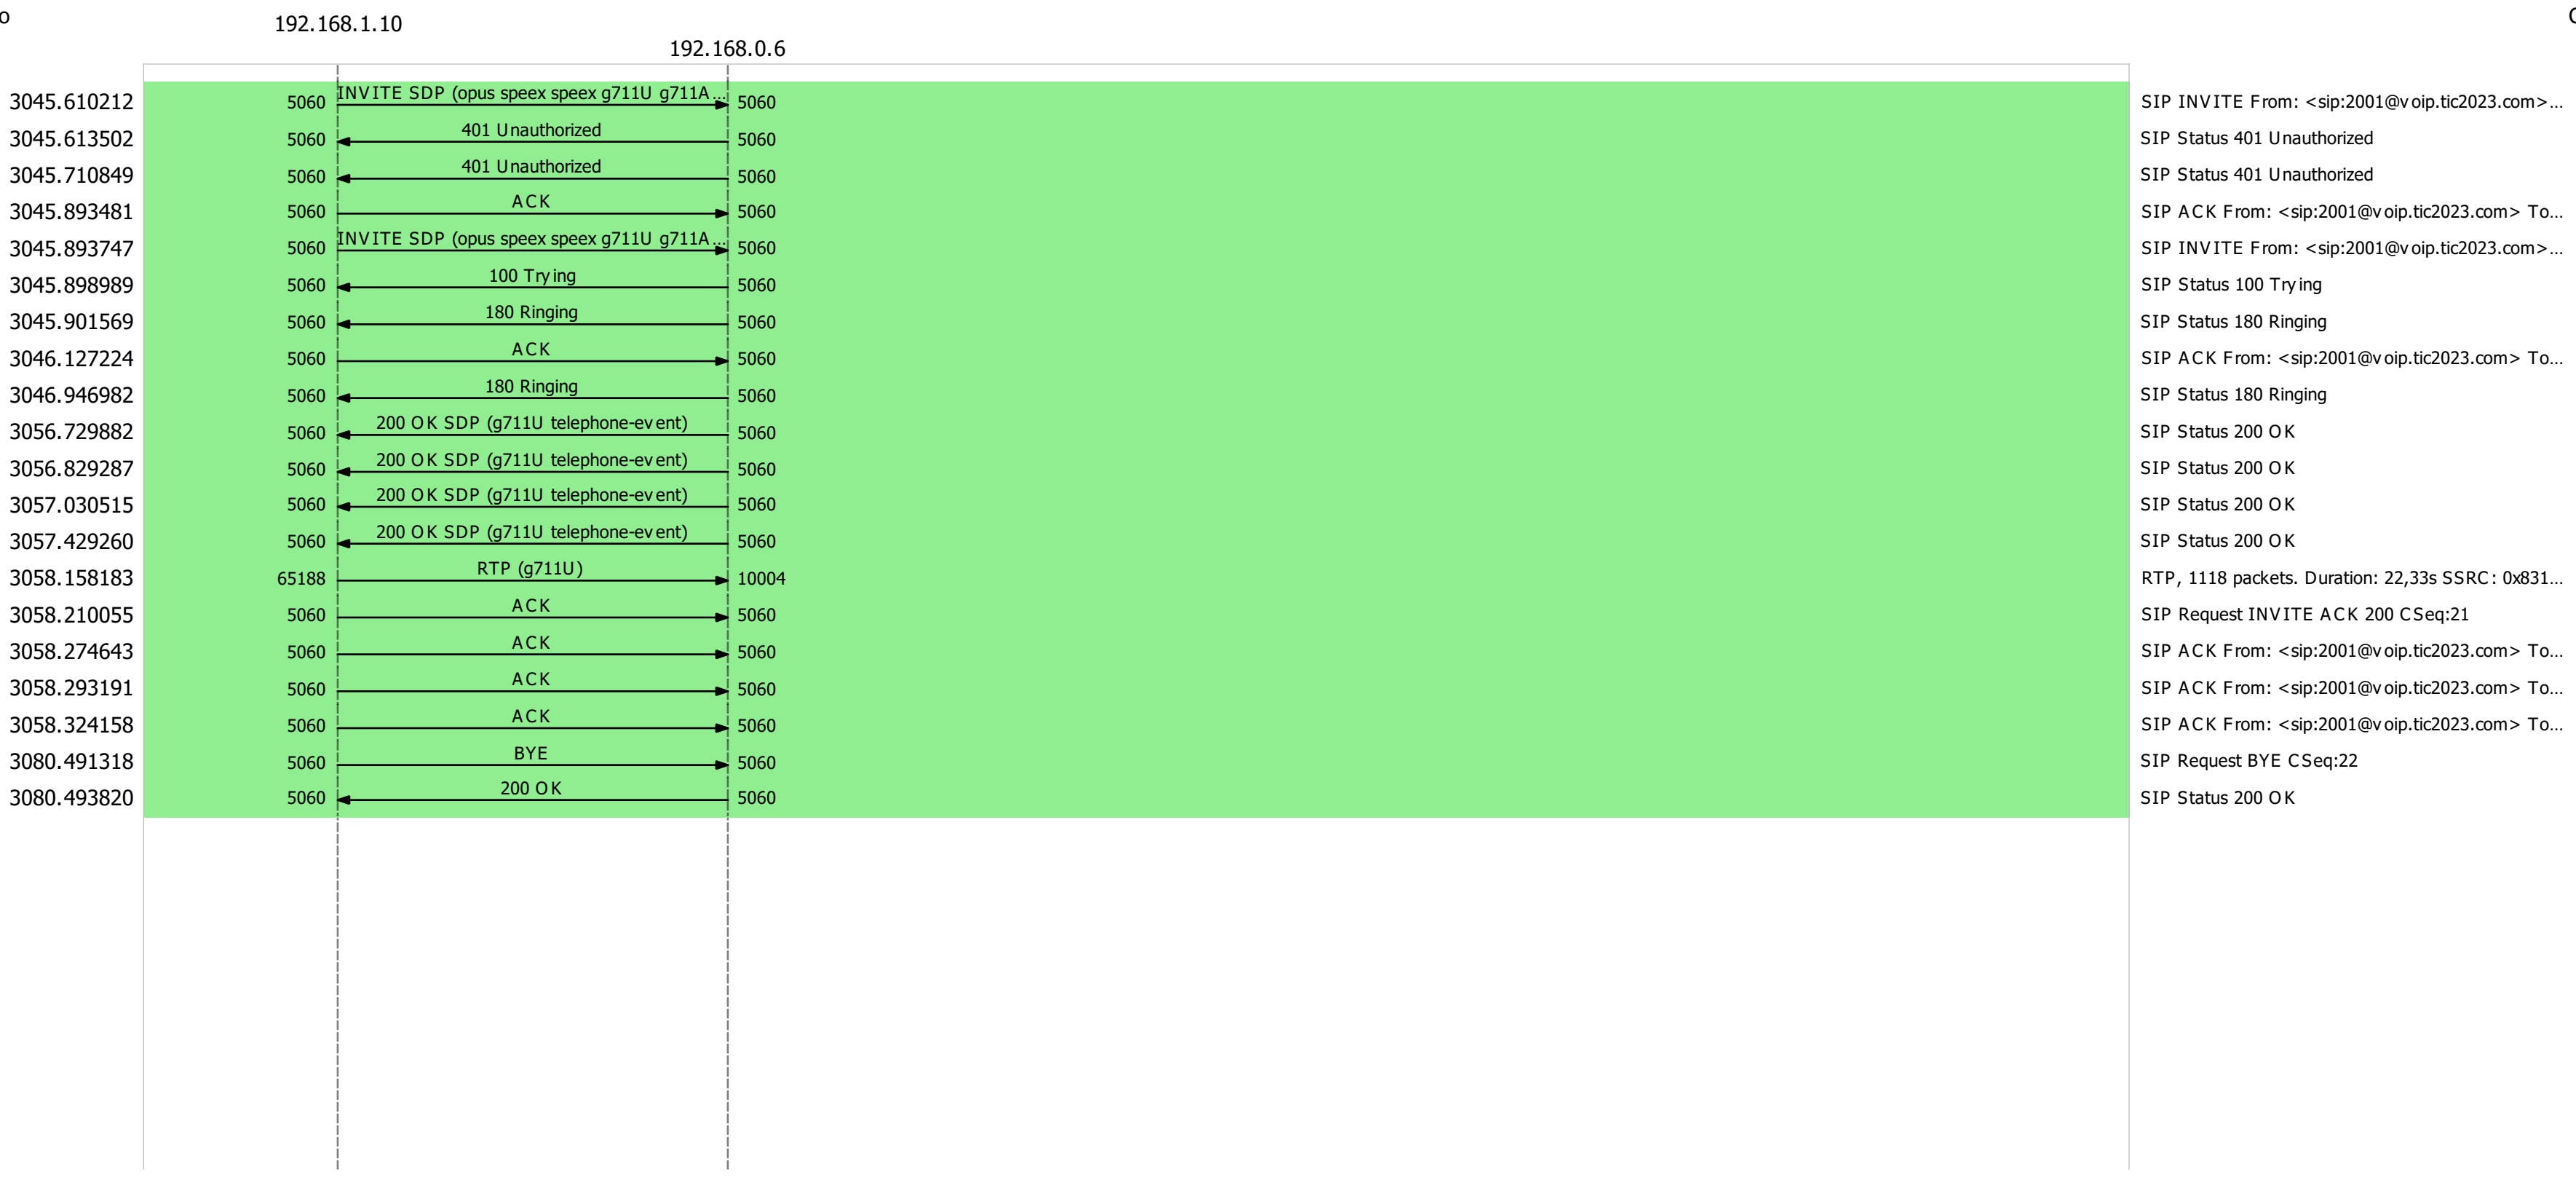 o
192.168.1.10
192.168.0.6
3045.610212 5060 INVITE SDP (opus speex speex g711U g711A... 5060 SIP INVITE From: <sip:2001@voip.tic2023.com>...
3045.613502 5060 401 Unauthorized 5060 SIP Status 401 Unauthorized
3045.710849 5060 401 Unauthorized 5060 SIP Status 401 Unauthorized
3045.893481 5060 ACK 5060 SIP ACK From: <sip:2001@voip.tic2023.com> To...
3045.893747 5060 INVITE SDP (opus speex speex g711U g711A... 5060 SIP INVITE From: <sip:2001@voip.tic2023.com>...
3045.898989 5060 100 Trying 5060 SIP Status 100 Trying
3045.901569 5060 180 Ringing 5060 SIP Status 180 Ringing
3046.127224 5060 ACK 5060 SIP ACK From: <sip:2001@voip.tic2023.com> To...
3046.946982 5060 180 Ringing 5060 SIP Status 180 Ringing
3056.729882 5060 200 OK SDP (g711U telephone-event) 5060 SIP Status 200 OK
3056.829287 5060 200 OK SDP (g711U telephone-event) 5060 SIP Status 200 OK
3057.030515 5060 200 OK SDP (g711U telephone-event) 5060 SIP Status 200 OK
3057.429260 5060 200 OK SDP (g711U telephone-event) 5060 SIP Status 200 OK
3058.158183 65188 RTP (g711U) 10004 RTP, 1118 packets. Duration: 22,33s SSRC: 0x831...
3058.210055 5060 ACK 5060 SIP Request INVITE ACK 200 CSeq:21
3058.274643 5060 ACK 5060 SIP ACK From: <sip:2001@voip.tic2023.com> To...
3058.293191 5060 ACK 5060 SIP ACK From: <sip:2001@voip.tic2023.com> To...
3058.324158 5060 ACK 5060 SIP ACK From: <sip:2001@voip.tic2023.com> To...
3080.491318 5060 BYE 5060 SIP Request BYE CSeq:22
3080.493820 5060 200 OK 5060 SIP Status 200 OK